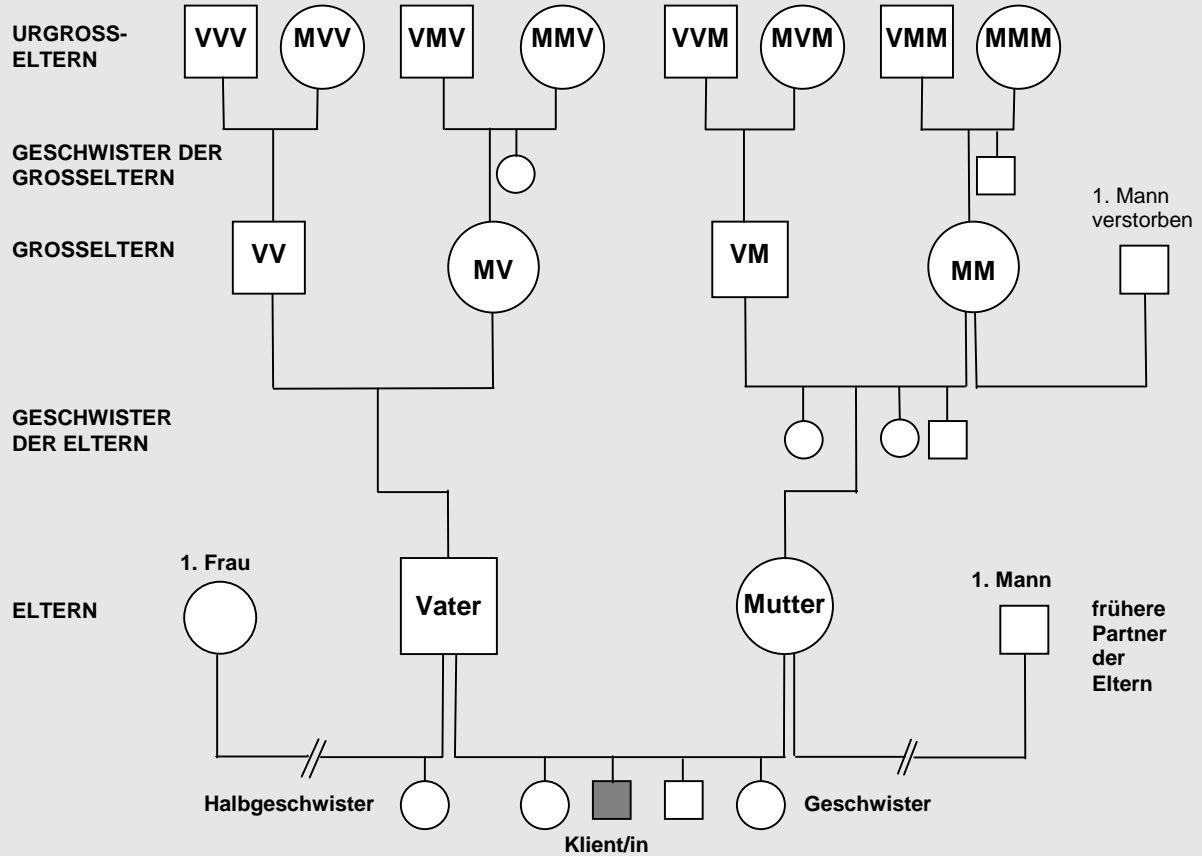 URGROSS-
ELTERN
VVV MVV VMV MMV VVM MVM VMM MMM
GESCHWISTER DER
GROSSELTERN
1. Mann
verstorben
GROSSELTERN
VV MV VM MM
GESCHWISTER
DER ELTERN
1. Frau
1. Mann
ELTERN
Vater Mutter
frühere
Partner
der
Eltern
Halbgeschwister
Geschwister
Klient/in